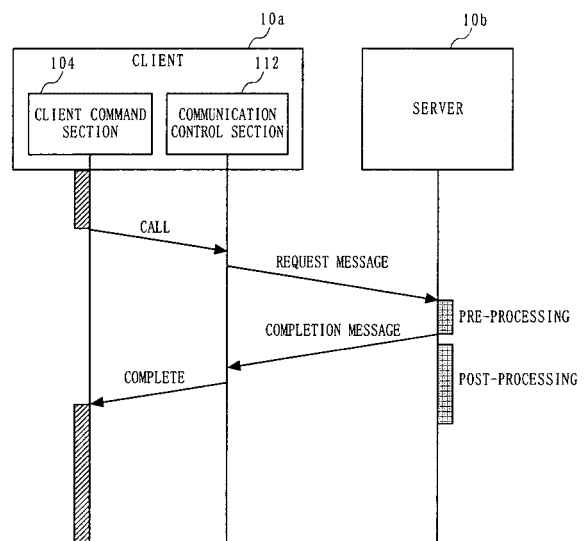 10a
10b
CLIENT
104
112
CLIENT COMMAND
SECTION
COMMUNICATION
CONTROL SECTION
SERVER
CALL
REQUEST MESSAGE
PRE-PROCESSING
COMPLETION MESSAGE
COMPLETE
POST-PROCESSING